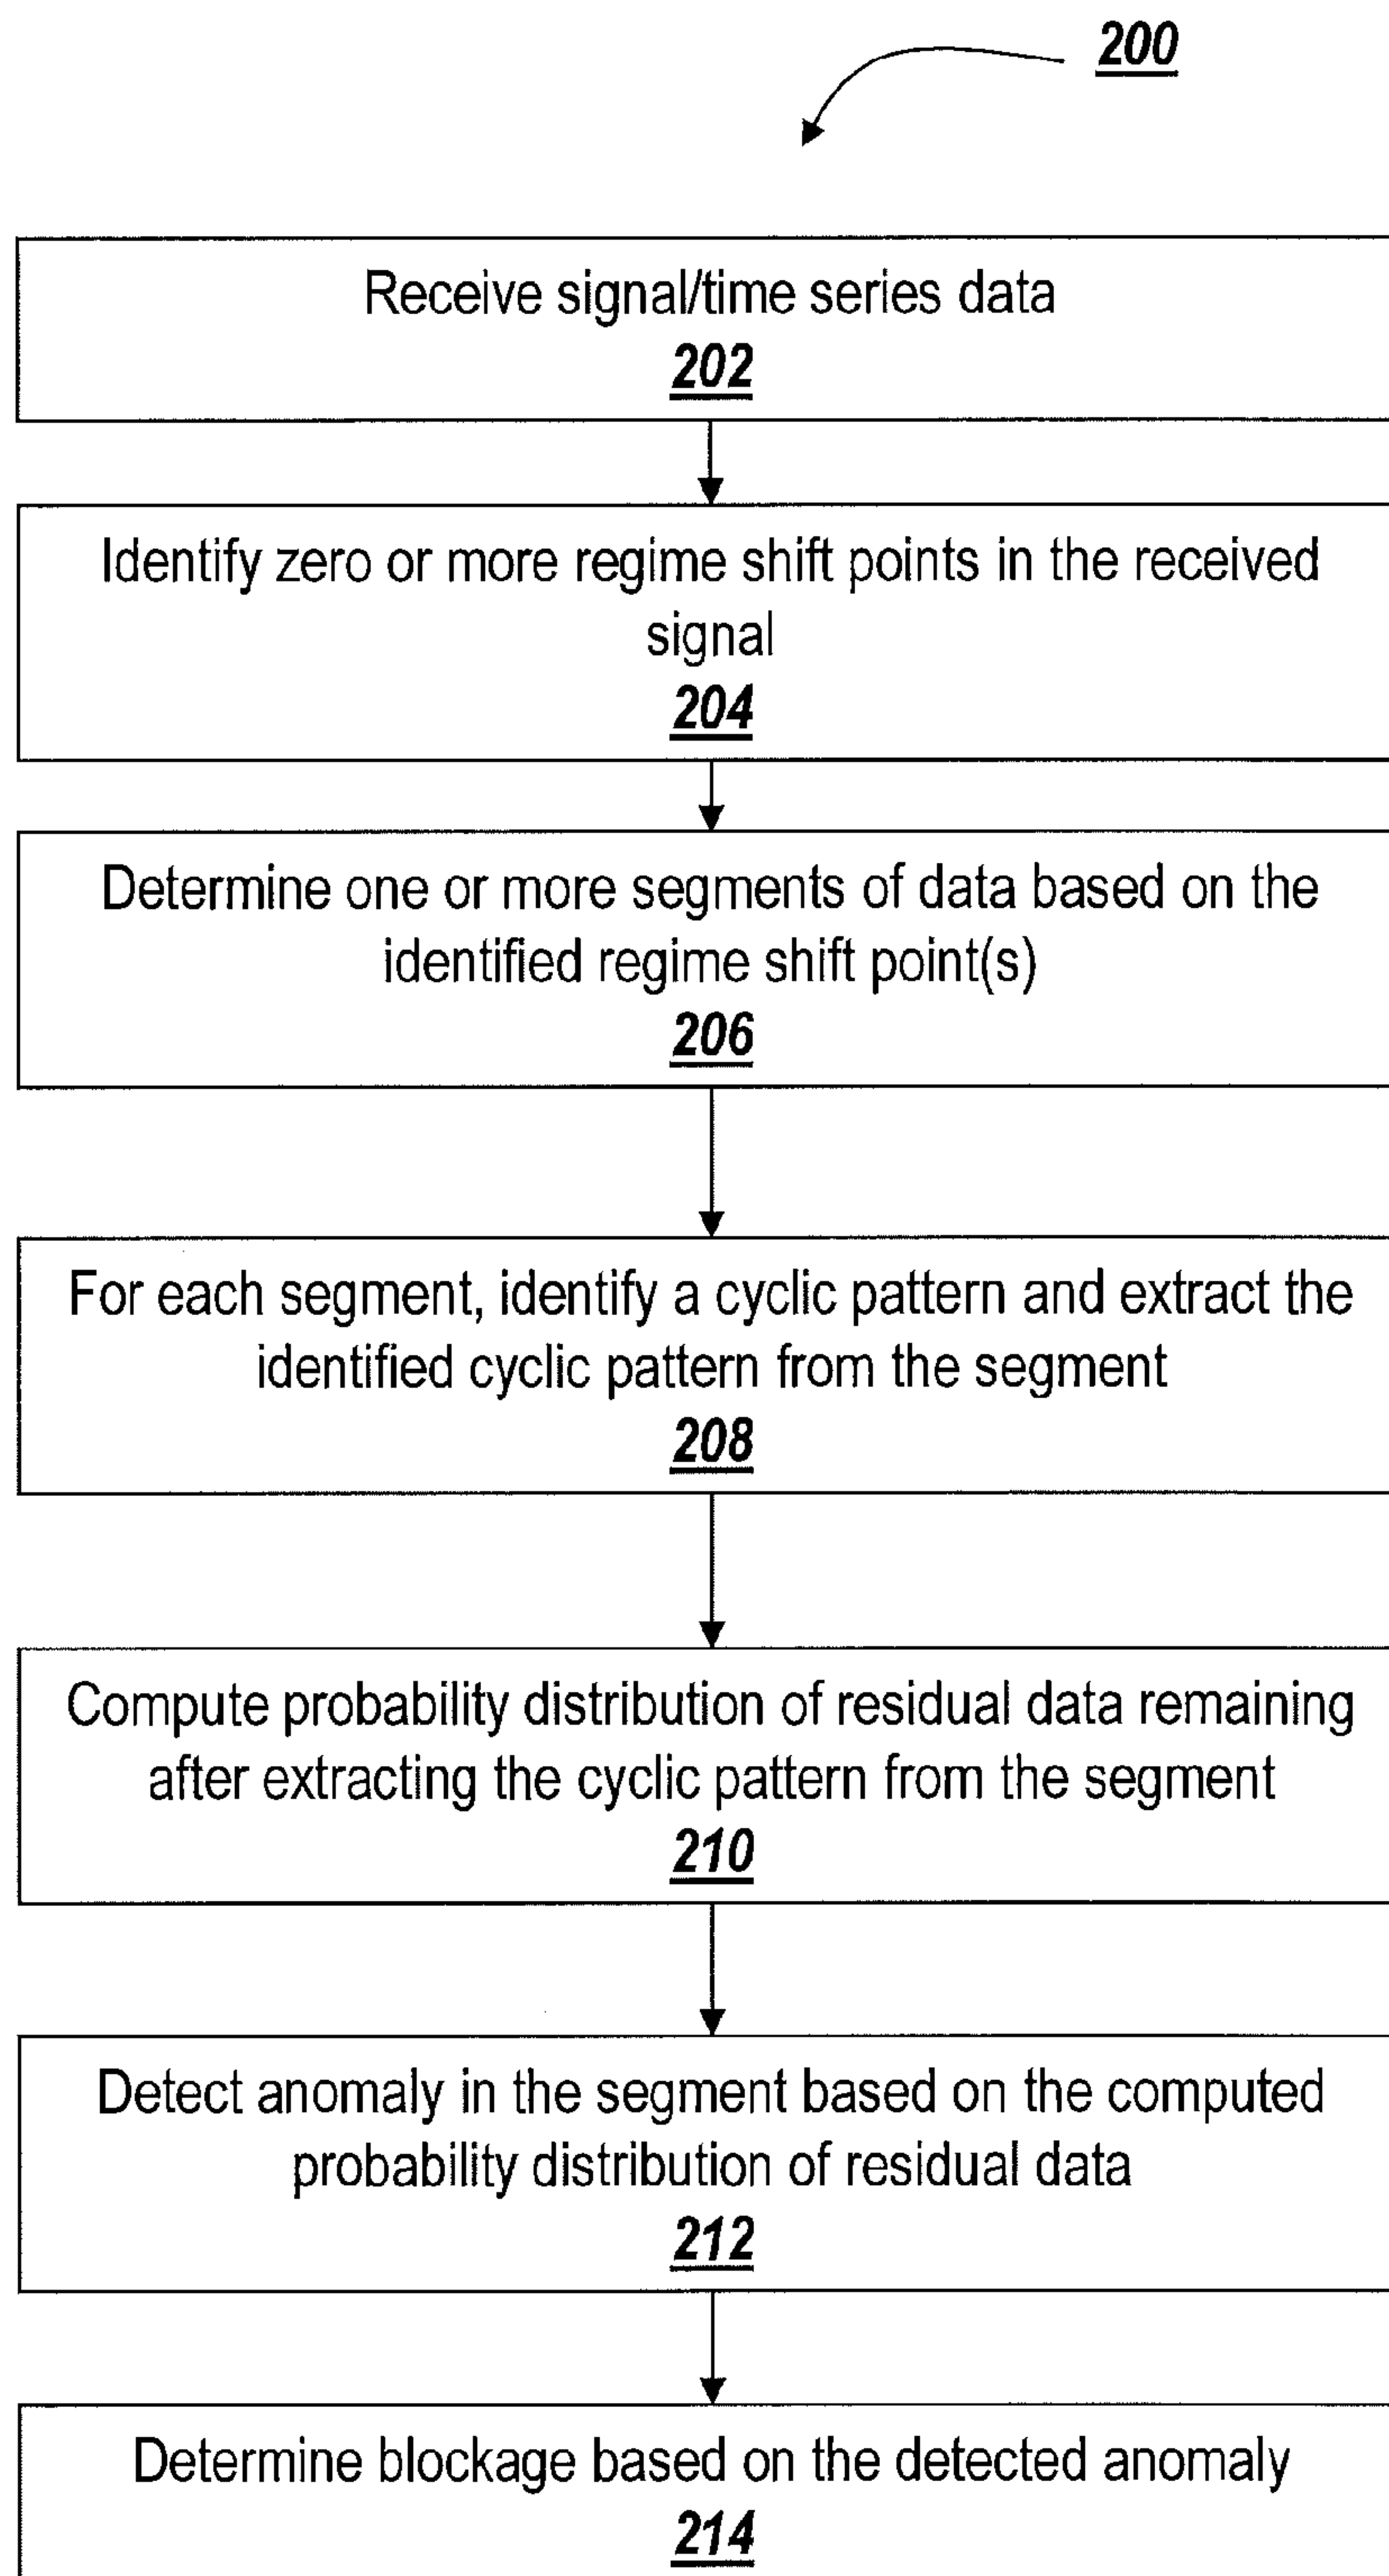 200
Receive signal/time series data
202
Identify zero or more regime shift points in the received
signal
204
Determine one or more segments of data based on the
identified regime shift point(s)
206
For each segment, identify a cyclic pattern and extract the
identified cyclic pattern from the segment
208
Compute probability distribution of residual data remaining
after extracting the cyclic pattern from the segment
210
Detect anomaly in the segment based on the computed
probability distribution of residual data
212
Determine blockage based on the detected anomaly
214